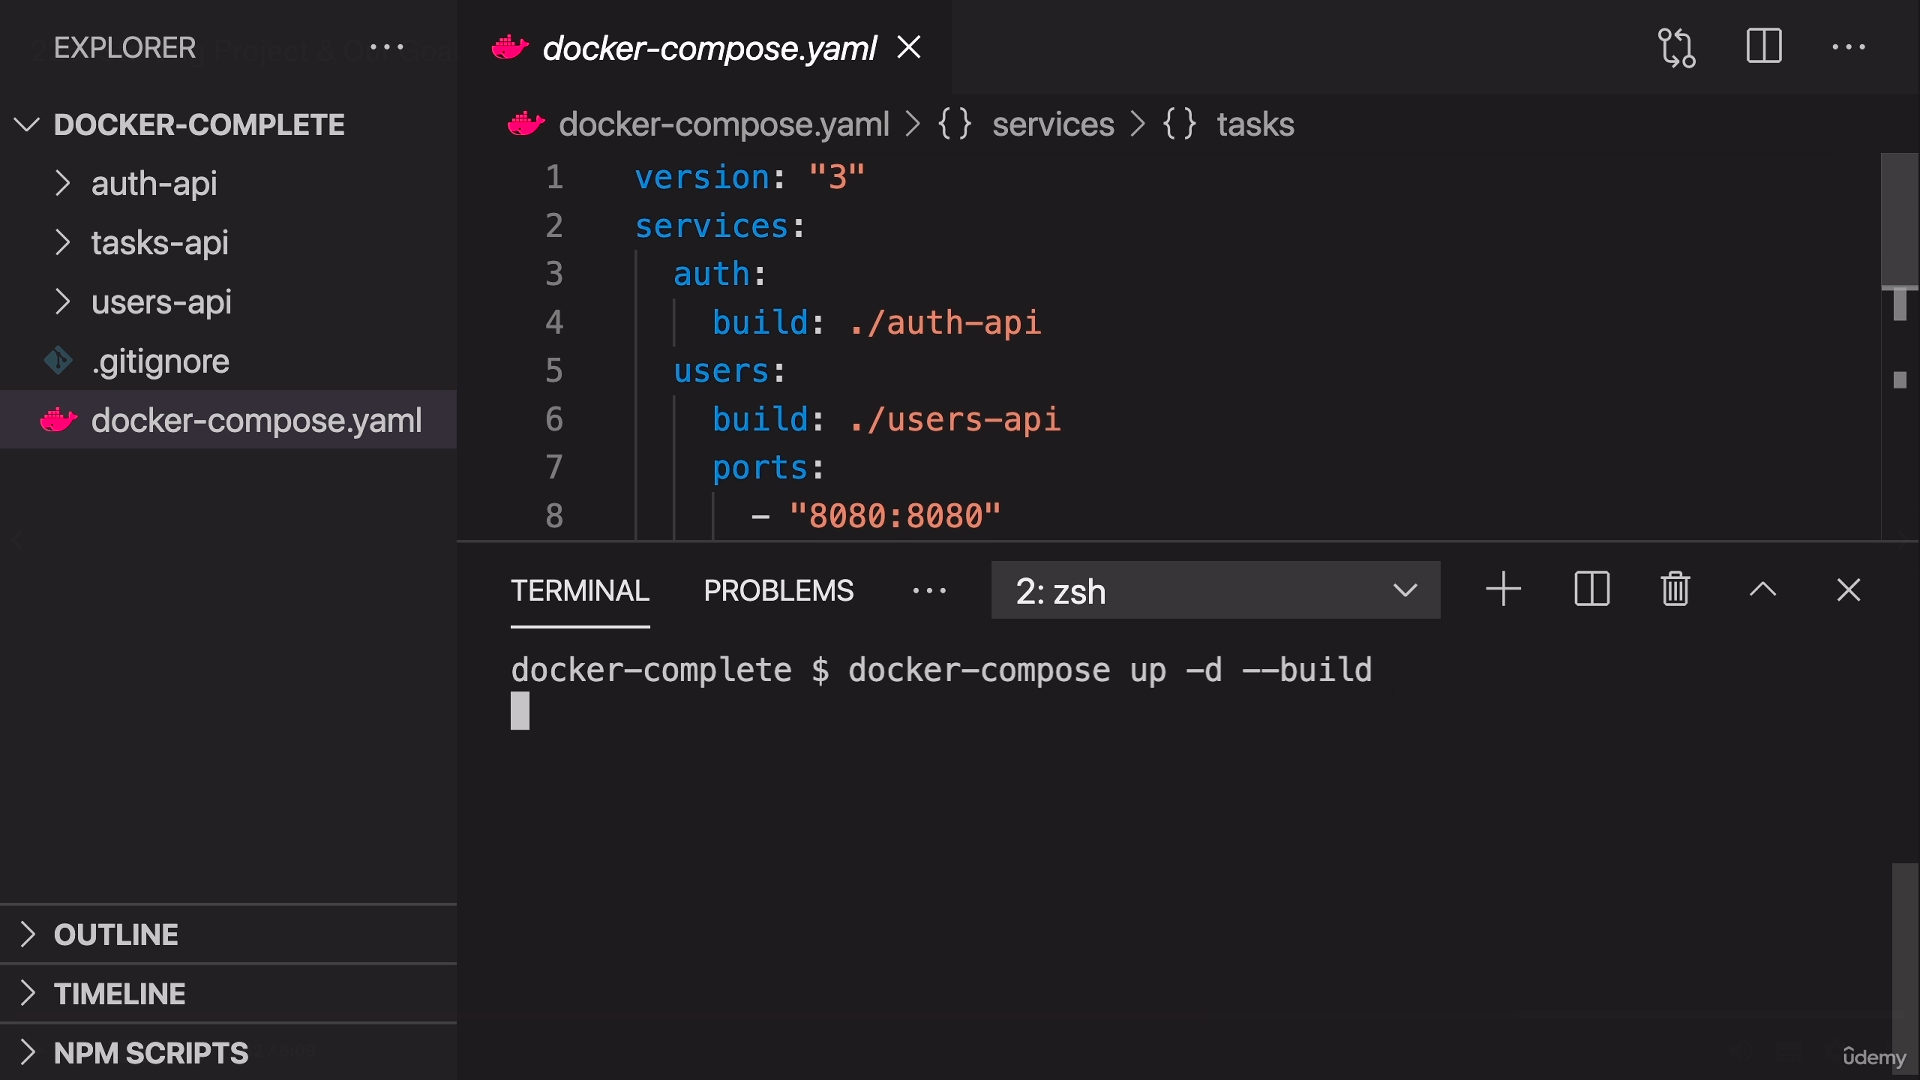 EXPLORER
docker-compose.yaml
DOCKER-COMPLETE
auth-api
tasks-api
users-api
.gitignore
docker-compose.yaml
OUTLINE
TIMELINE
NPM SCRIPTS
docker-compose.yaml > {} services > {} tasks
1 version: "3"
2 services:
3 auth:
4 build: ./auth-api
5 users:
6 build: ./users-api
7 ports:
8 - "8080:8080"
TERMINAL PROBLEMS ... 2: zsh
docker-complete $ docker-compose up -d --build
ûdemy